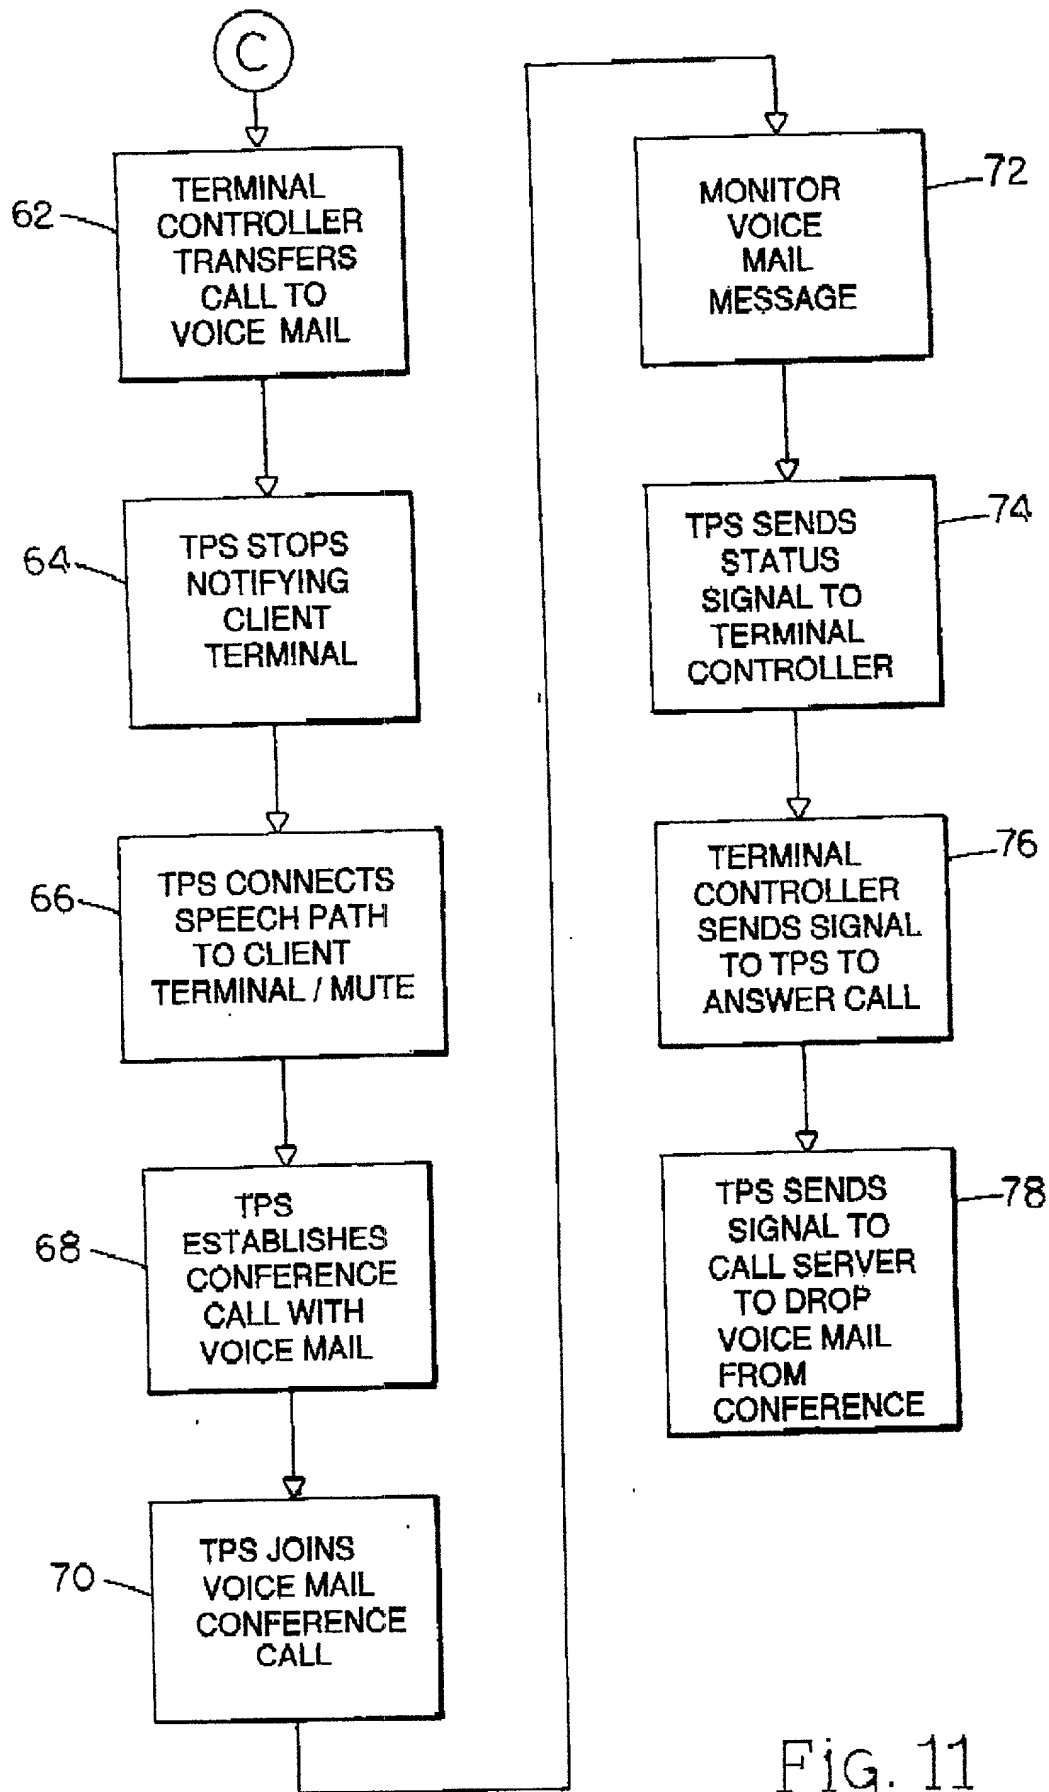 C
62
TERMINAL
CONTROLLER
TRANSFERS
CALL TO
VOICE MAIL
64
TPS STOPS
NOTIFYING
CLIENT
TERMINAL
66
TPS CONNECTS
SPEECH PATH
TO CLIENT
TERMINAL / MUTE
68
TPS
ESTABLISHES
CONFERENCE
CALL WITH
VOICE MAIL
70
TPS JOINS
VOICE MAIL
CONFERENCE
CALL
72
MONITOR
VOICE
MAIL
MESSAGE
74
TPS SENDS
STATUS
SIGNAL TO
TERMINAL
CONTROLLER
76
TERMINAL
CONTROLLER
SENDS SIGNAL
TO TPS TO
ANSWER CALL
78
TPS SENDS
SIGNAL TO
CALL SERVER
TO DROP
VOICE MAIL
FROM
CONFERENCE
FIG. 11